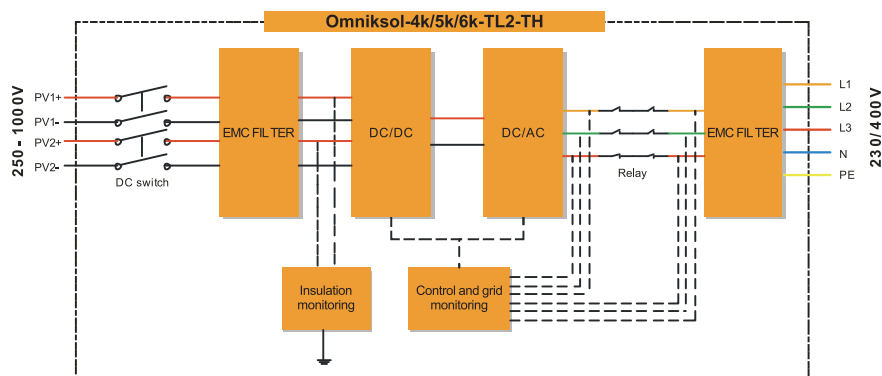 Omniksol-4k/5k/6k-TL2-TH
250-1000V
PV1+
PV1-
PV2+
PV2-
DC switch
EMC FILTER
DC/DC
DC/AC
Relay
EMC FILTER
L1
L2
L3
N
PE
230/400V
Insulation
monitoring
Control and grid
monitoring